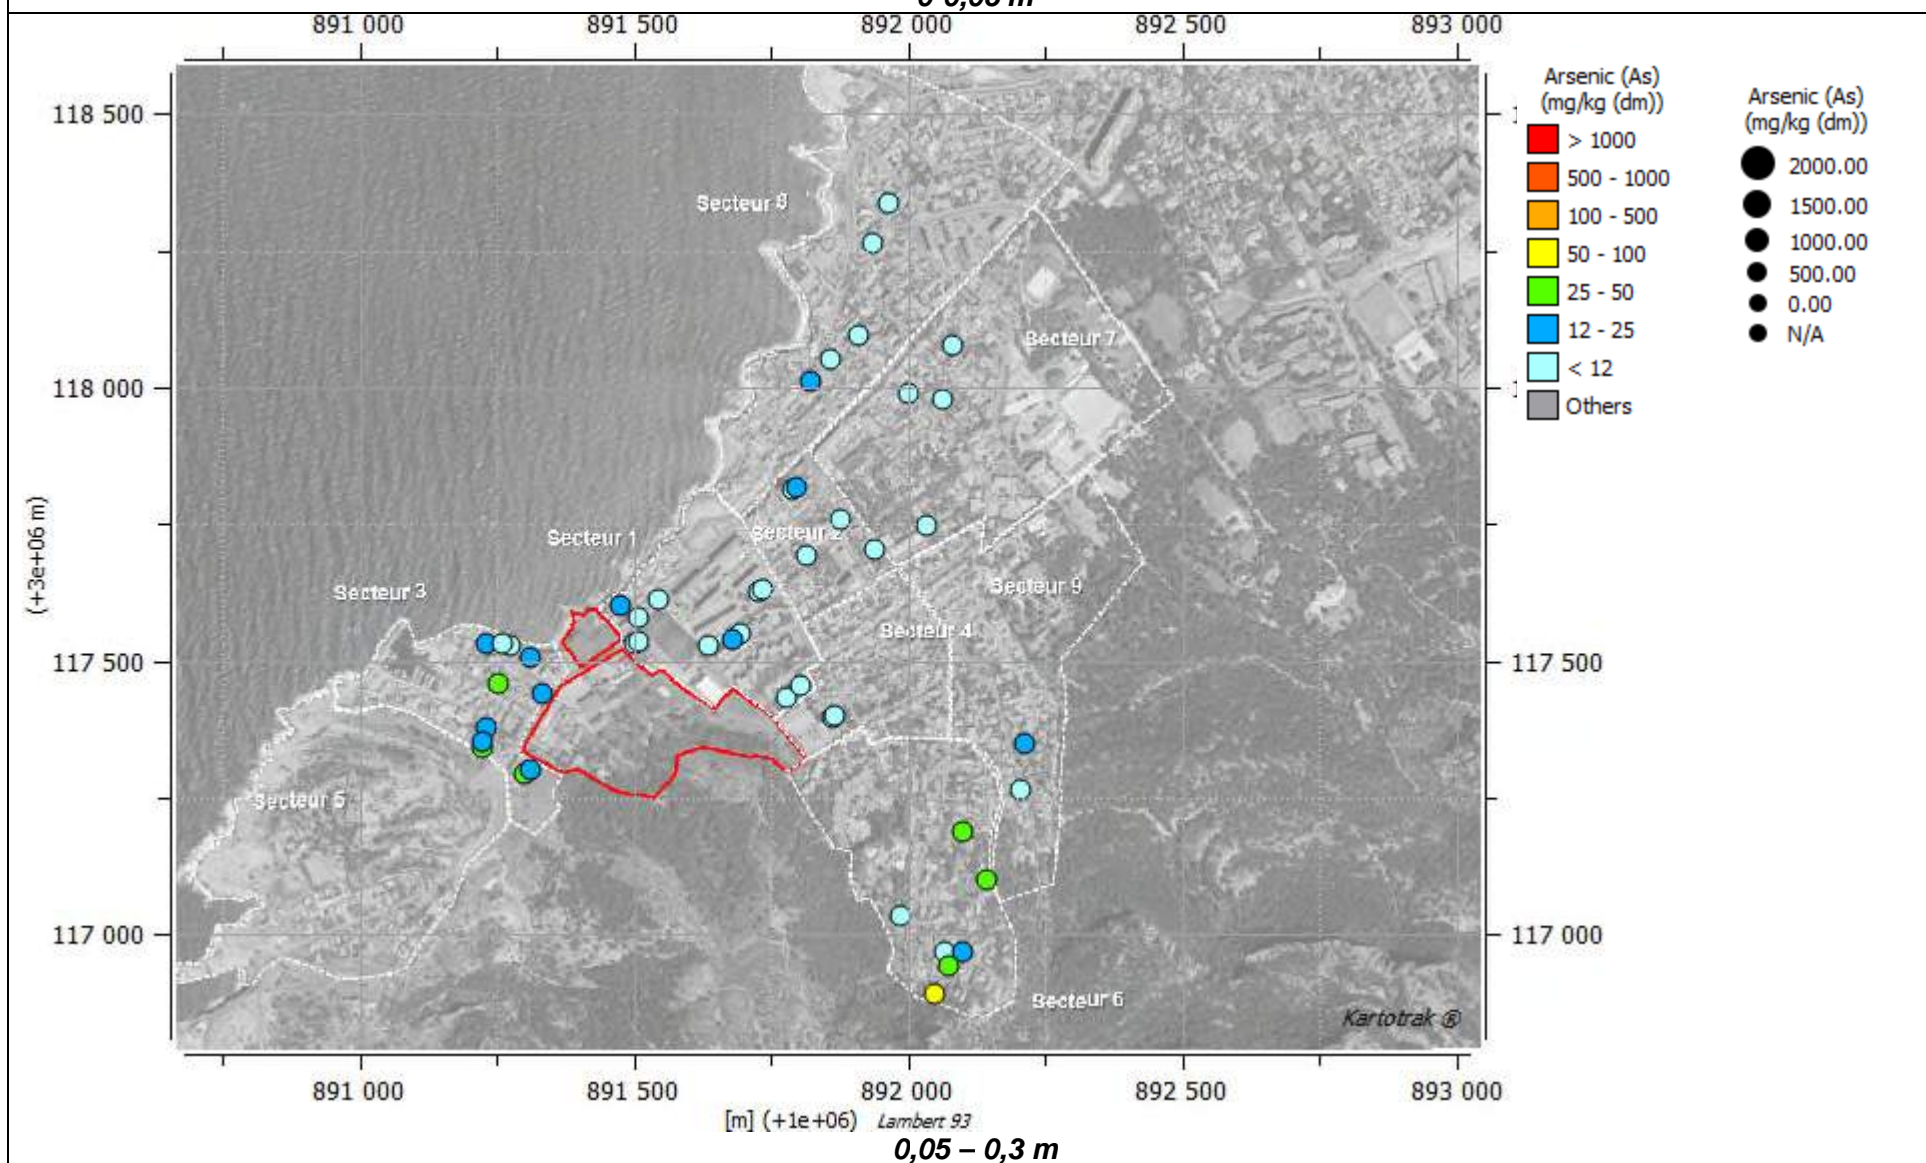 0-0,05 m
891 000 891 500 892 000 892 500 893 000
118 500
118 000
117 500
117 000
(+3e+06 m)
Secteur 8
Secteur 7
Secteur 1
Secteur 2
Secteur 3
Secteur 9
Secteur 4
Secteur 5
Secteur 6
Kartotrak ®
117 500
117 000
891 000 891 500 892 000 892 500 893 000
[m] (+1e+06) Lambert 93
Arsenic (As)
(mg/kg (dm))
> 1000
500 - 1000
100 - 500
50 - 100
25 - 50
12 - 25
< 12
Others
Arsenic (As)
(mg/kg (dm))
2000.00
1500.00
1000.00
500.00
0.00
N/A
0,05 – 0,3 m